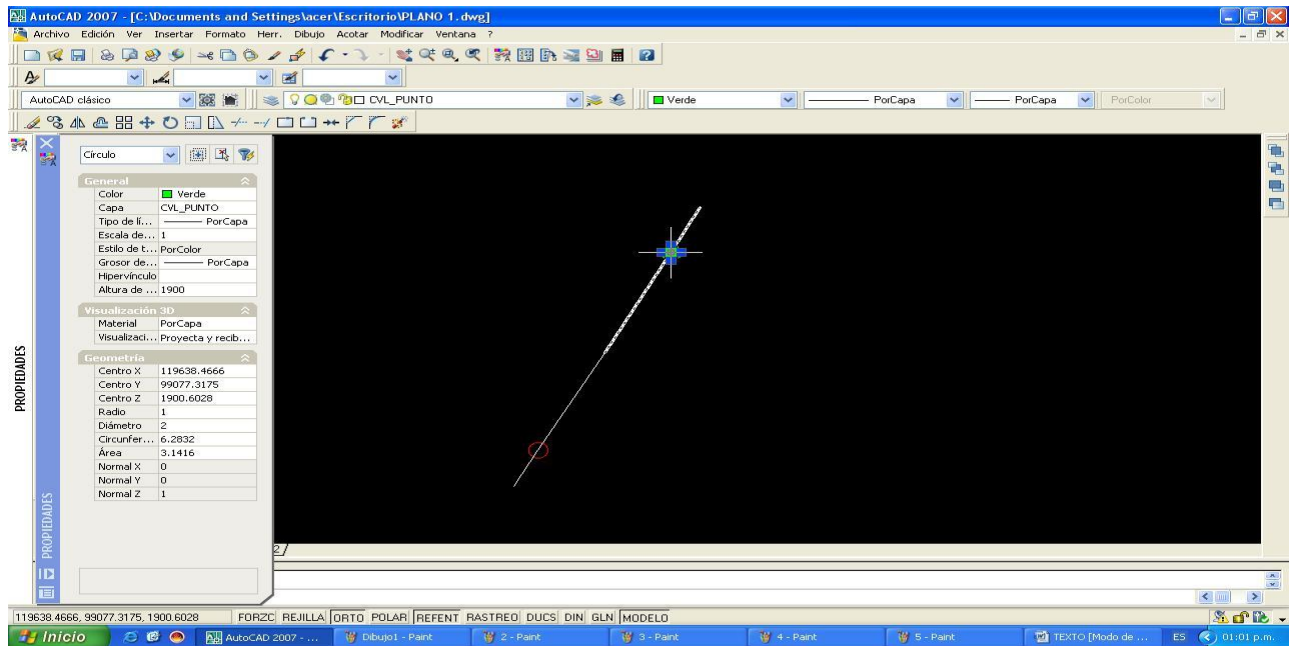 AutoCAD 2007 - [C:\Documents and Settings\acer\Escritorio\PLANO 1.dwg]
Archivo Edición Ver Insertar Formato Herr. Dibujo Acotar Modificar Ventana ?
AutoCAD clásico CVL_PUNTO Verde PorCapa PorCapa PorColor
Círculo
General
Color Verde
Capa CVL_PUNTO
Tipo de lí... PorCapa
Escala de... 1
Estilo de t... PorColor
Grosor de... PorCapa
Hipervínculo
Altura de ... 1900
Visualización 3D
Material PorCapa
Visualizaci... Proyecta y recib...
Geometría
Centro X 119638.4666
Centro Y 99077.3175
Centro Z 1900.6028
Radio 1
Diámetro 2
Circunfer... 6.2832
Área 3.1416
Normal X 0
Normal Y 0
Normal Z 1
PROPIEDADES
PROPIEDADES
2
119638.4666, 99077.3175, 1900.6028 FORZC REJILLA ORTO POLAR REFENT RASTREO DUCS DIN GLN MODELO
Inicio AutoCAD 2007 - ... Dibujo1 - Paint 2 - Paint 3 - Paint 4 - Paint 5 - Paint TEXTO [Modo de ... ES 01:01 p.m.